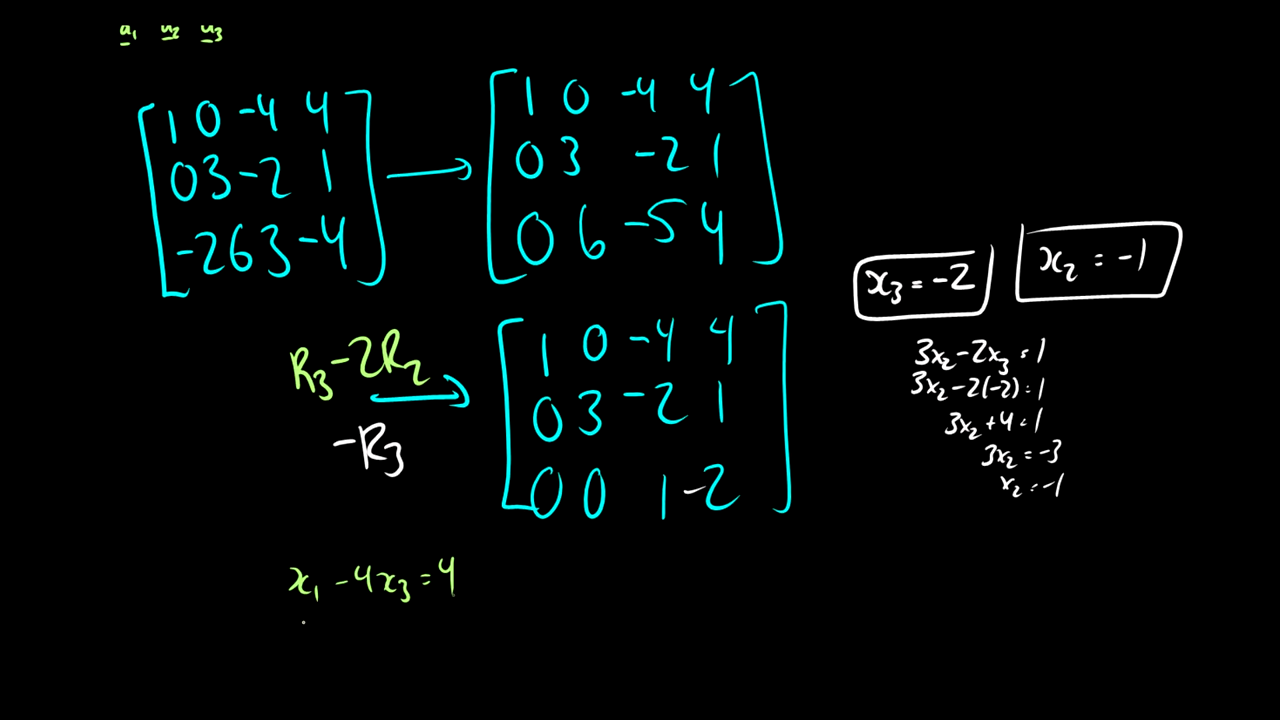 a₁ u₂ u₃
1 0 -4 4
0 3 -2 1
-2 6 3 -4
1 0 -4 4
0 3 -2 1
0 6 -5 4
x₃ = -2
x₂ = -1
R₃ - 2R₂
-R₃
1 0 -4 4
0 3 -2 1
0 0 1 -2
3x₂ - 2x₃ = 1
3x₂ - 2(-2) = 1
3x₂ + 4 = 1
3x₂ = -3
x₂ = -1
x₁ - 4x₃ = 4